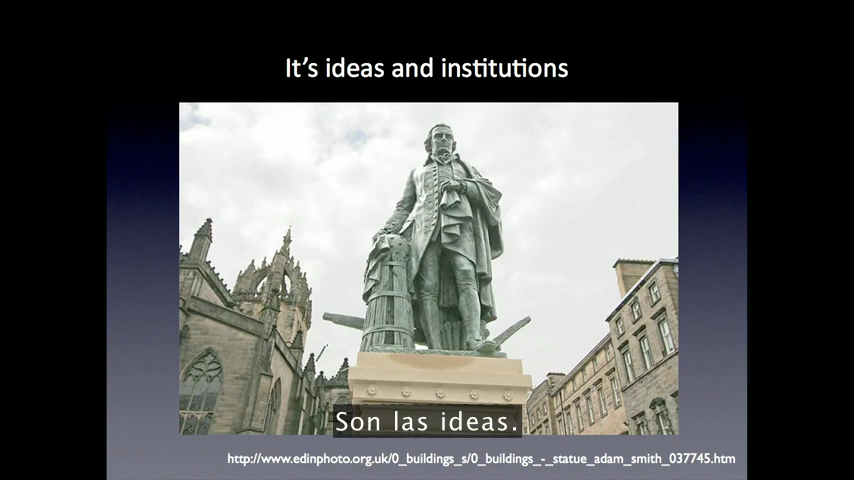 It's ideas and institutions
Son las ideas.
http://www.edinphoto.org.uk/0_buildings_s/0_buildings_-_statue_adam_smith_037745.htm